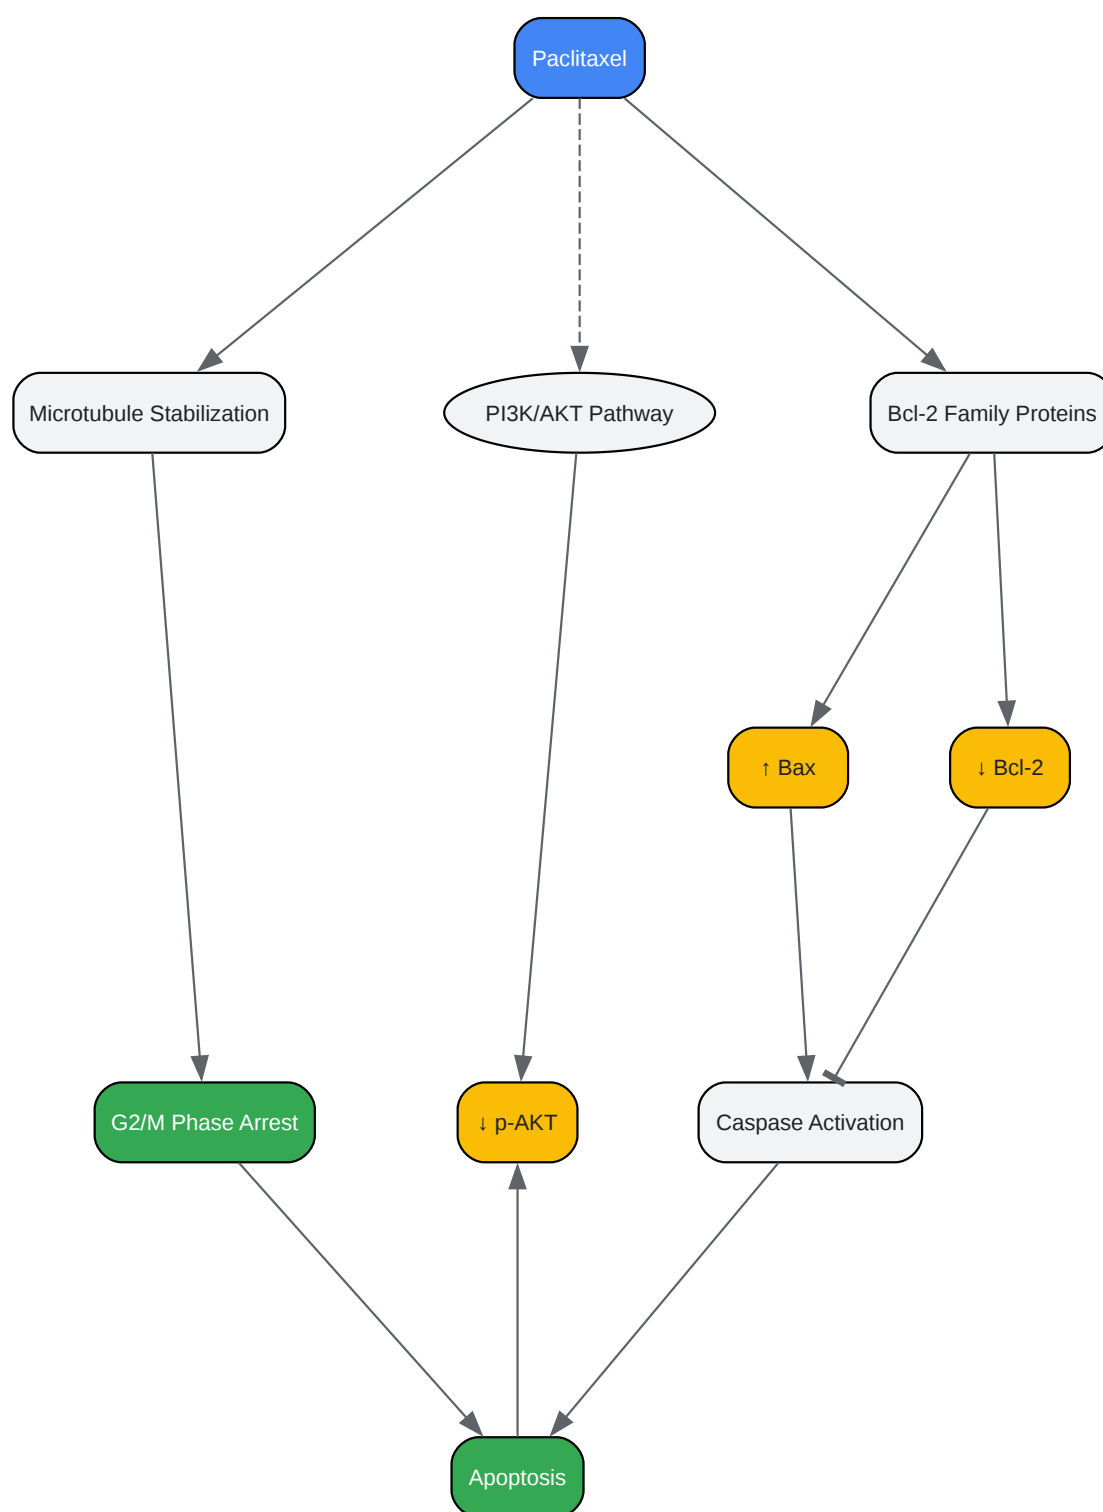 Paclitaxel
Microtubule Stabilization
PI3K/AKT Pathway
Bcl-2 Family Proteins
↑ Bax
↓ Bcl-2
G2/M Phase Arrest
↓ p-AKT
Caspase Activation
Apoptosis